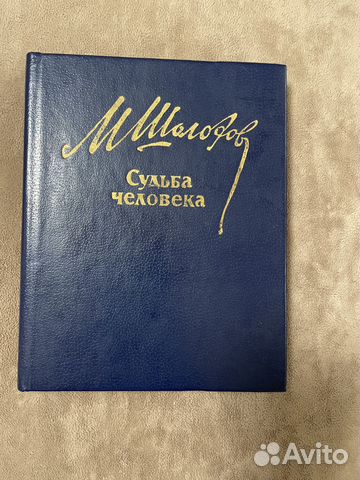 М Шолохов
Судьба
человека
Avito